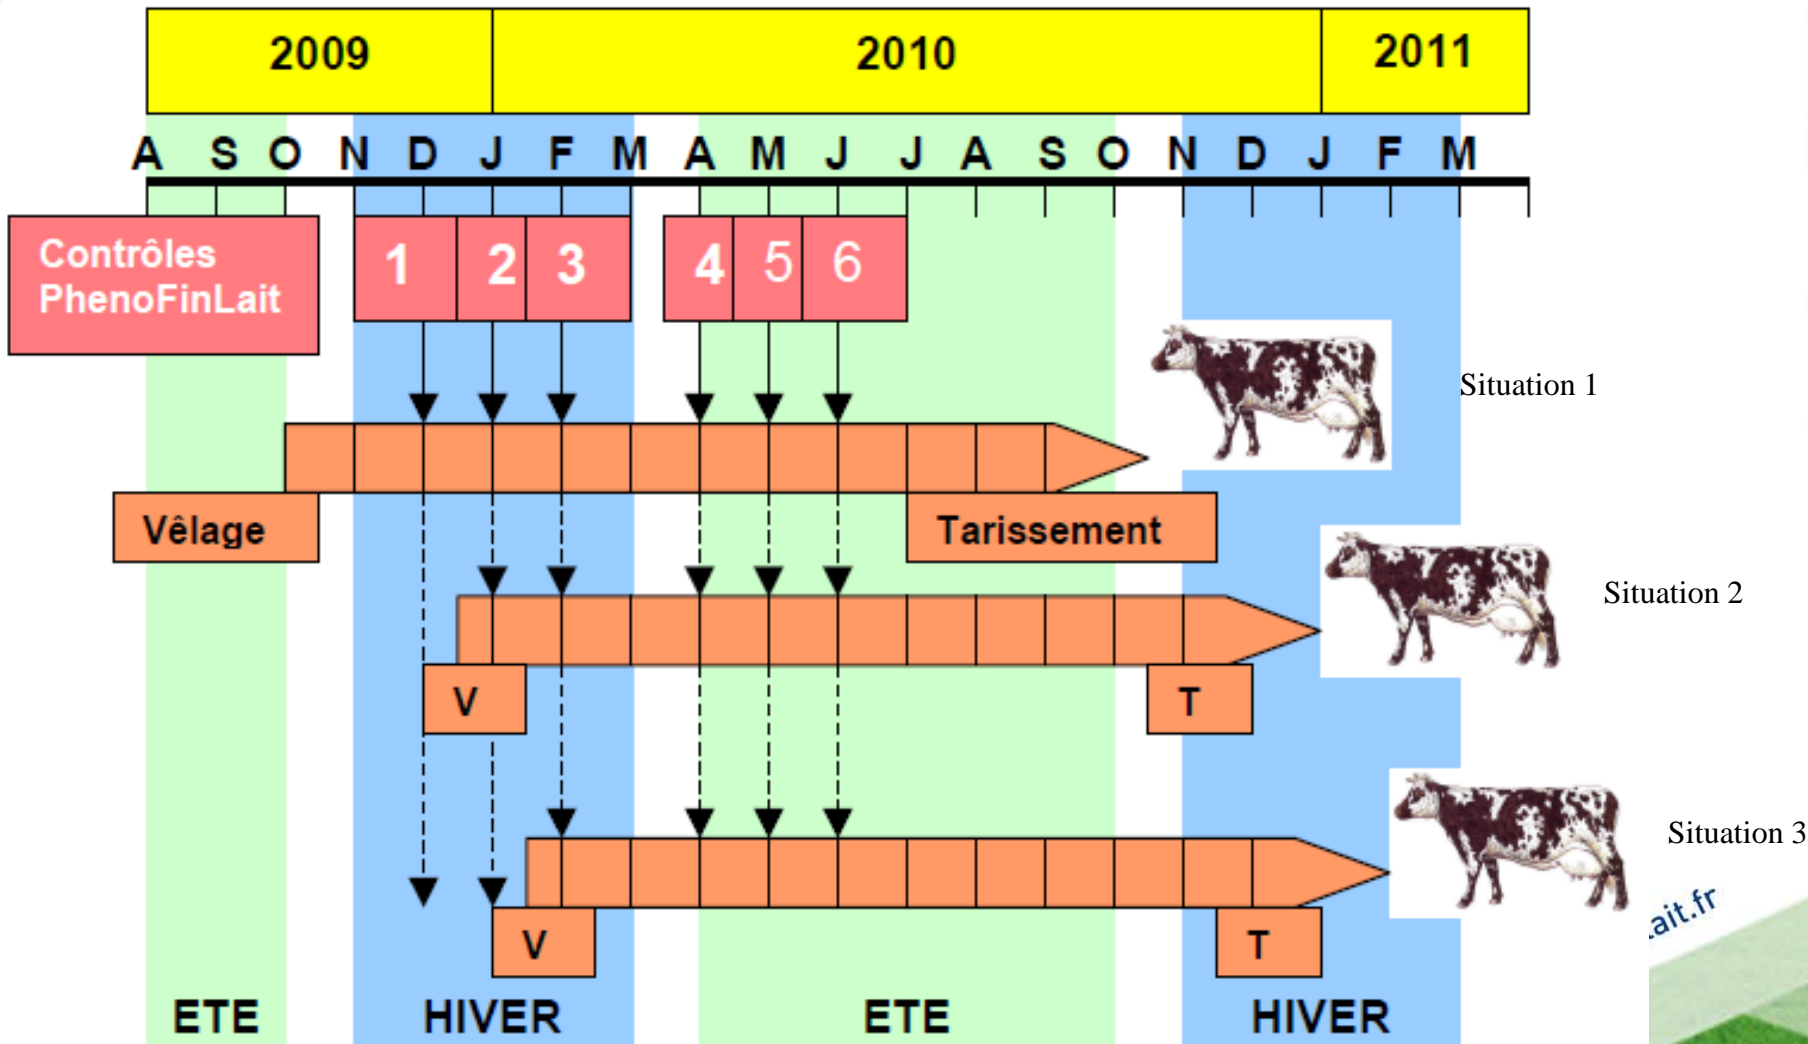 2009 2010 2011
A S O N D J F M A M J J A S O N D J F M
Contrôles
PhenoFinLait
1 2 3 4 5 6
Situation 1
Vêlage
Tarissement
Situation 2
V
T
Situation 3
V
T
ait.fr
ETE HIVER ETE HIVER